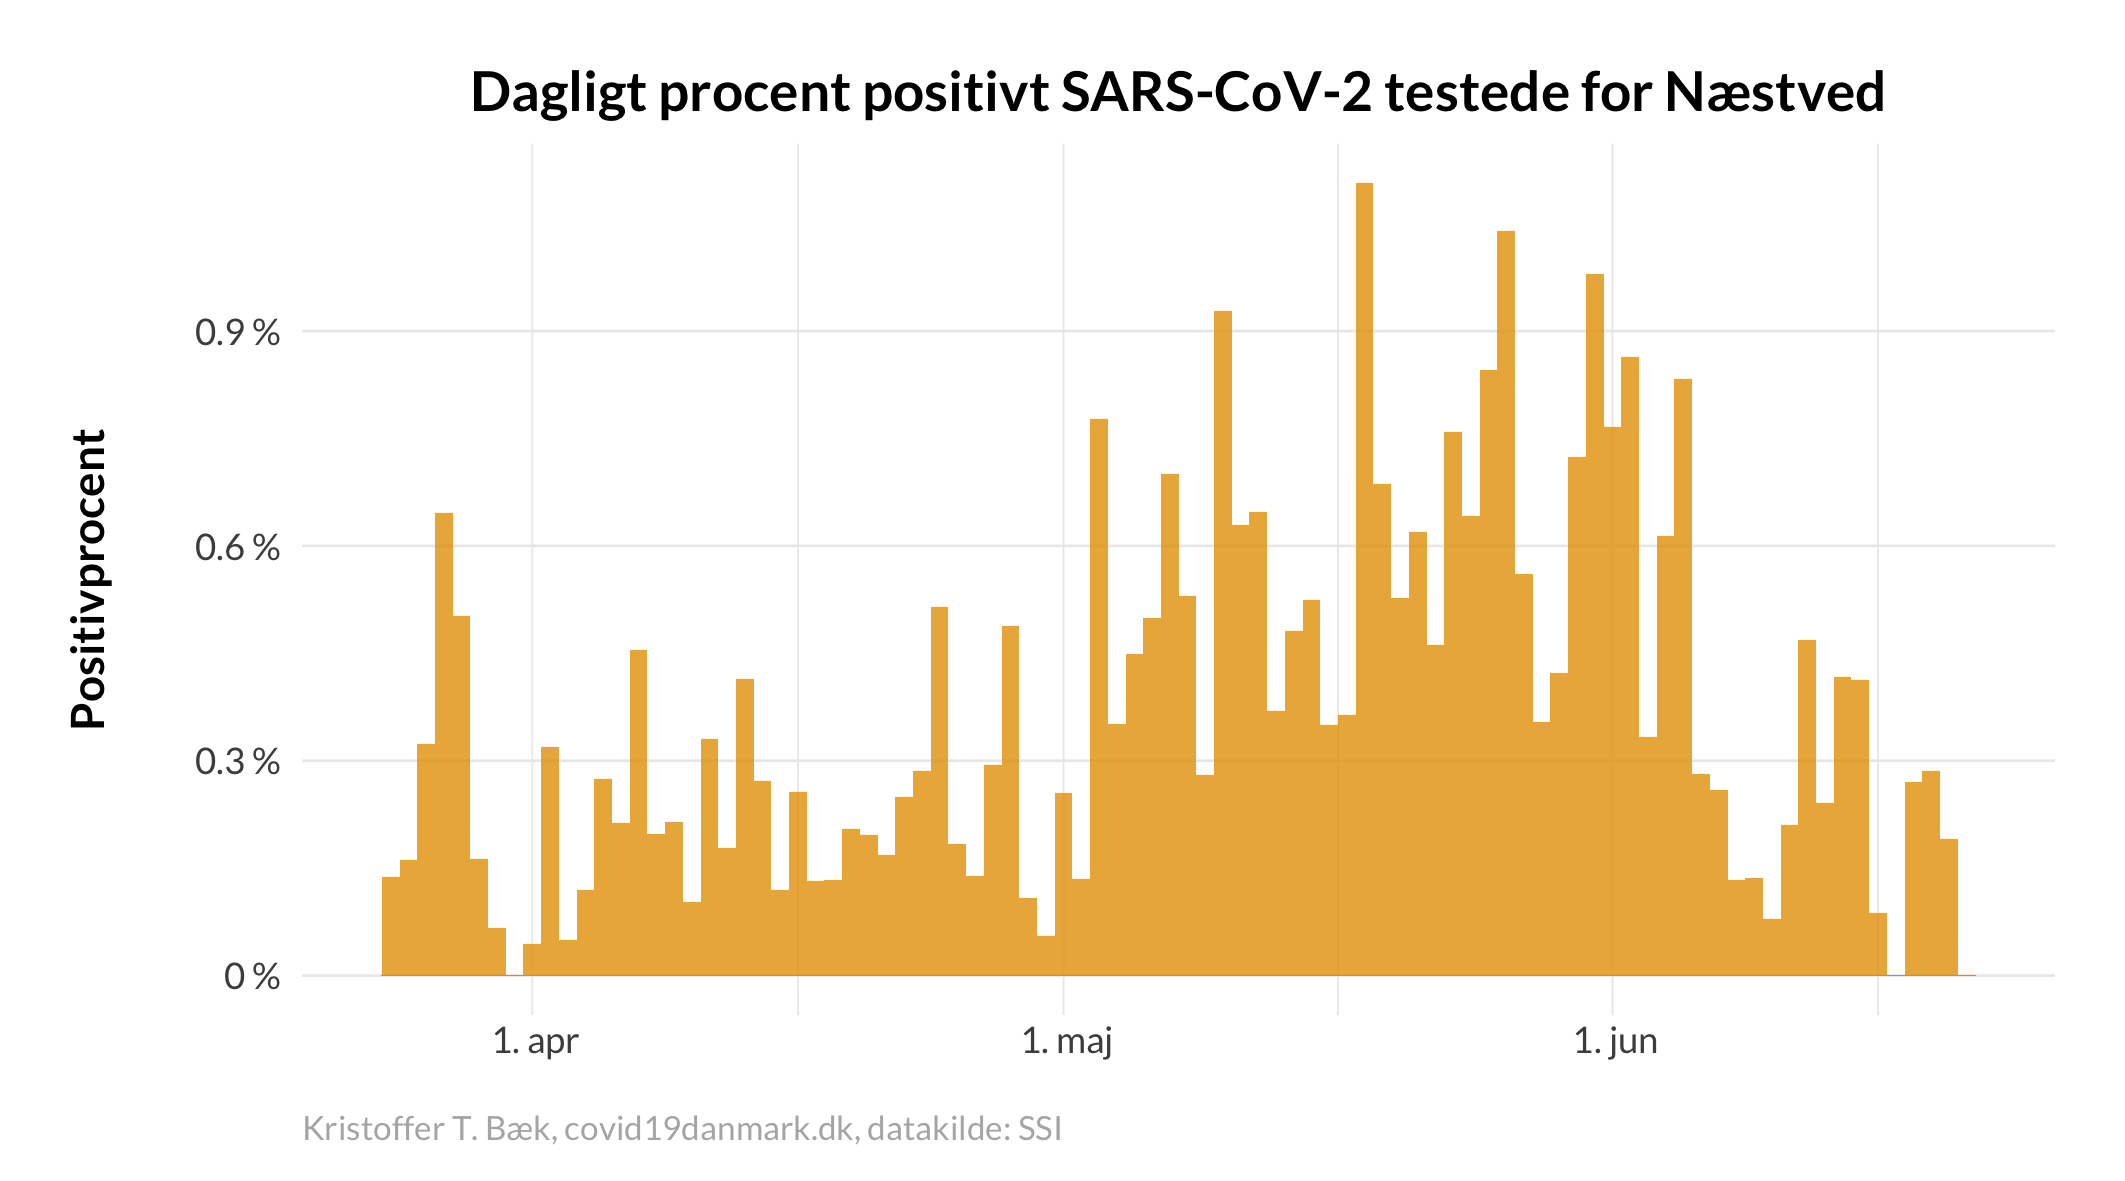 Dagligt procent positivt SARS-CoV-2 testede for Næstved
Positivprocent
0.9 %
0.6 %
0.3 %
0 %
1. apr
1. maj
1. jun
Kristoffer T. Bæk, covid19danmark.dk, datakilde: SSI